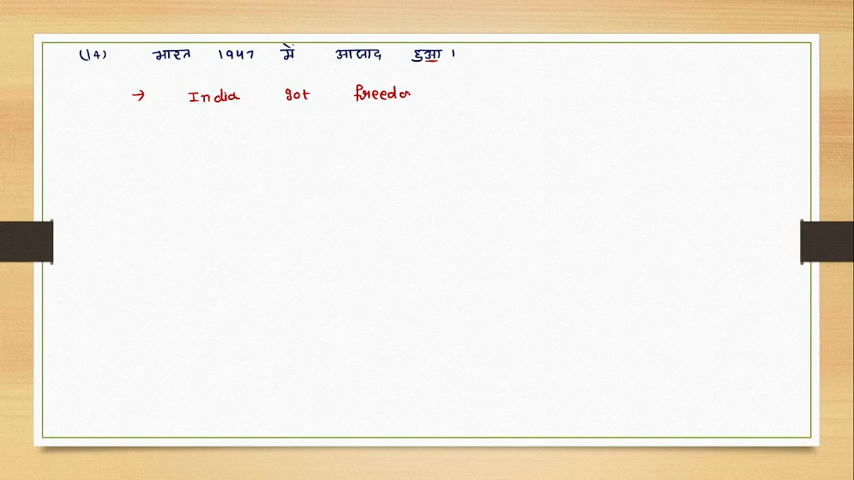 (14) भारत 1947 में आजाद हुआ।
→ India got freedo